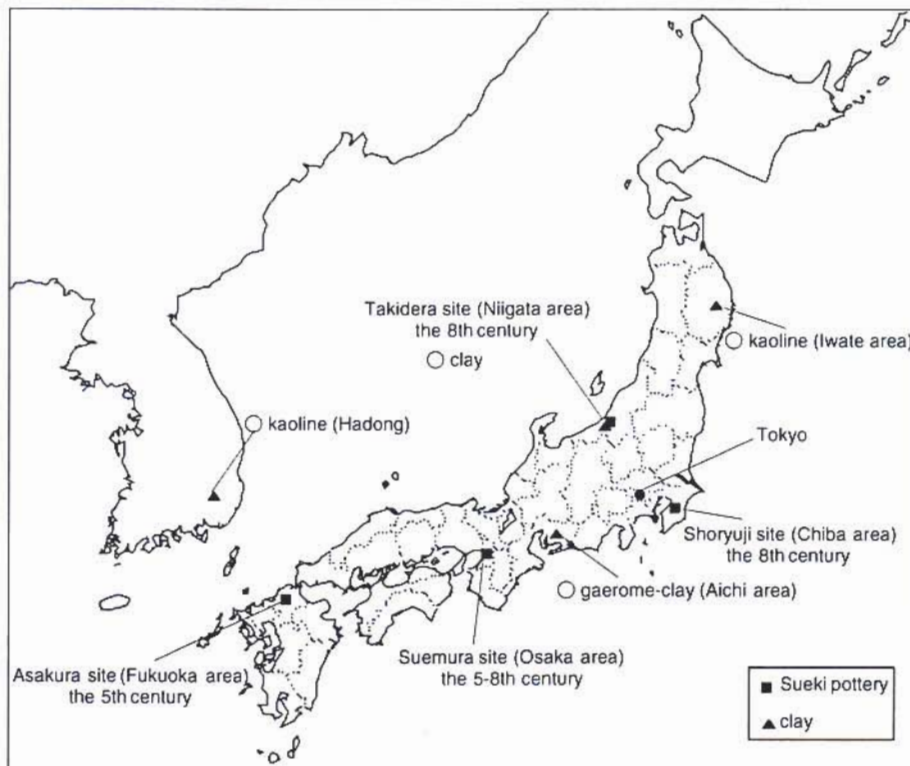 Takidera site (Niigata area)
the 8th century
clay
kaoline (Iwate area)
kaoline (Hadong)
Tokyo
Shoryuji site (Chiba area)
the 8th century
gaerome-clay (Aichi area)
Suemura site (Osaka area)
the 5-8th century
Asakura site (Fukuoka area)
the 5th century
Sueki pottery
clay